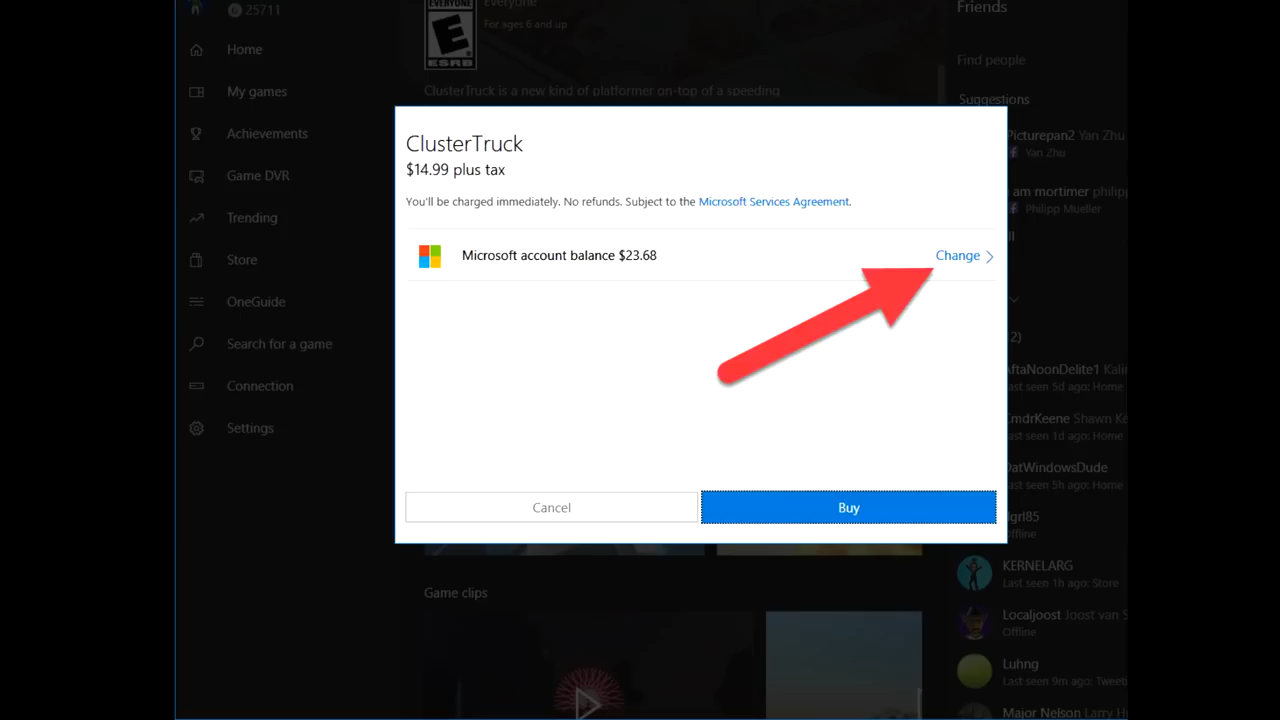 25711
Home
My games
Achievements
Game DVR
Trending
Store
OneGuide
Search for a game
Connection
Settings
EVERYONE
E
ESRB
Everyone
For ages 6 and up
ClusterTruck is a new kind of platformer on-top of a speeding
ClusterTruck
$14.99 plus tax
You'll be charged immediately. No refunds. Subject to the Microsoft Services Agreement.
Microsoft account balance $23.68
Change
Cancel
Buy
Game clips
Friends
Find people
Suggestions
Picturepan2 Yan Zhu
Yan Zhu
am mortimer philipp
Philipp Mueller
AftaNoonDelite1 Kalin
Last seen 5d ago: Home
CmdrKeene Shawn Ke
Last seen 1d ago: Home
DatWindowsDude
Last seen 5h ago: Home
Offline
KERNELARG
Last seen 1h ago: Store
Localjoost Joost van S
Offline
Luhng
Last seen 9m ago: Tweet
Major Nelson Larry H